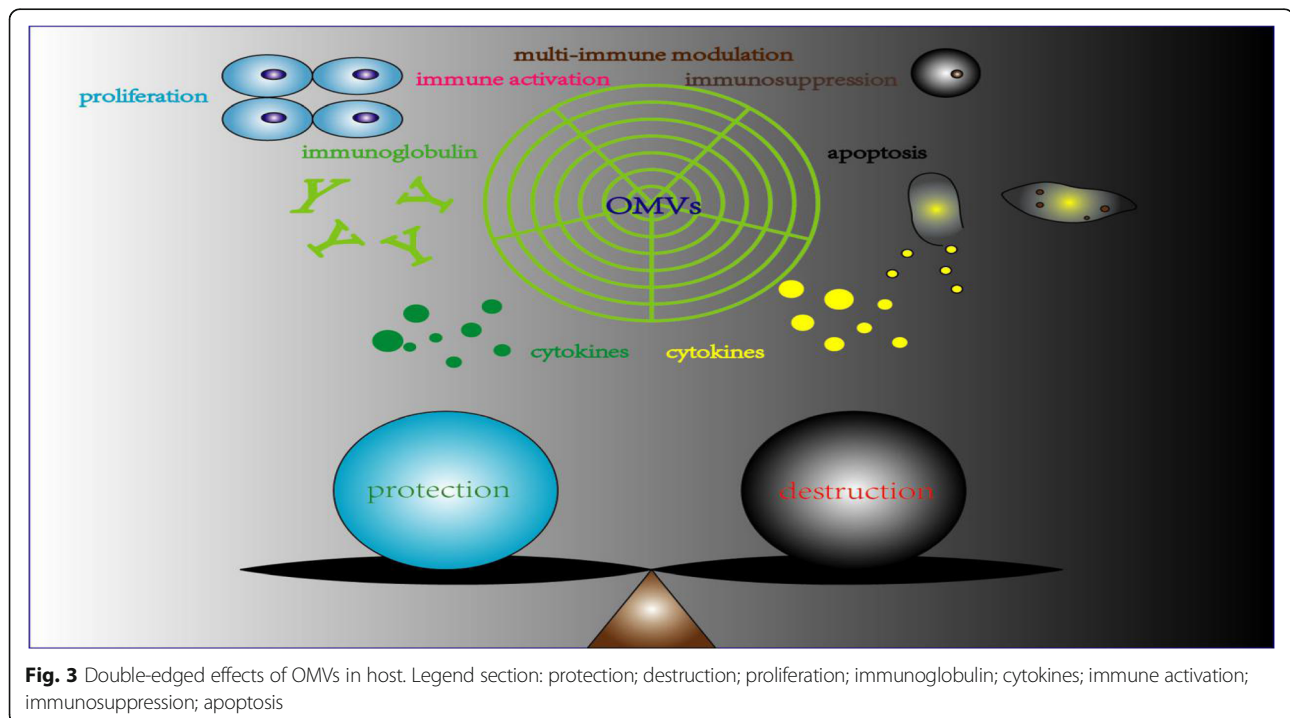 multi-immune modulation
immune activation immunosuppression
proliferation
immunoglobulin apoptosis
OMVs
cytokines cytokines
protection destruction
Fig. 3 Double-edged effects of OMVs in host. Legend section: protection; destruction; proliferation; immunoglobulin; cytokines; immune activation;
immunosuppression; apoptosis